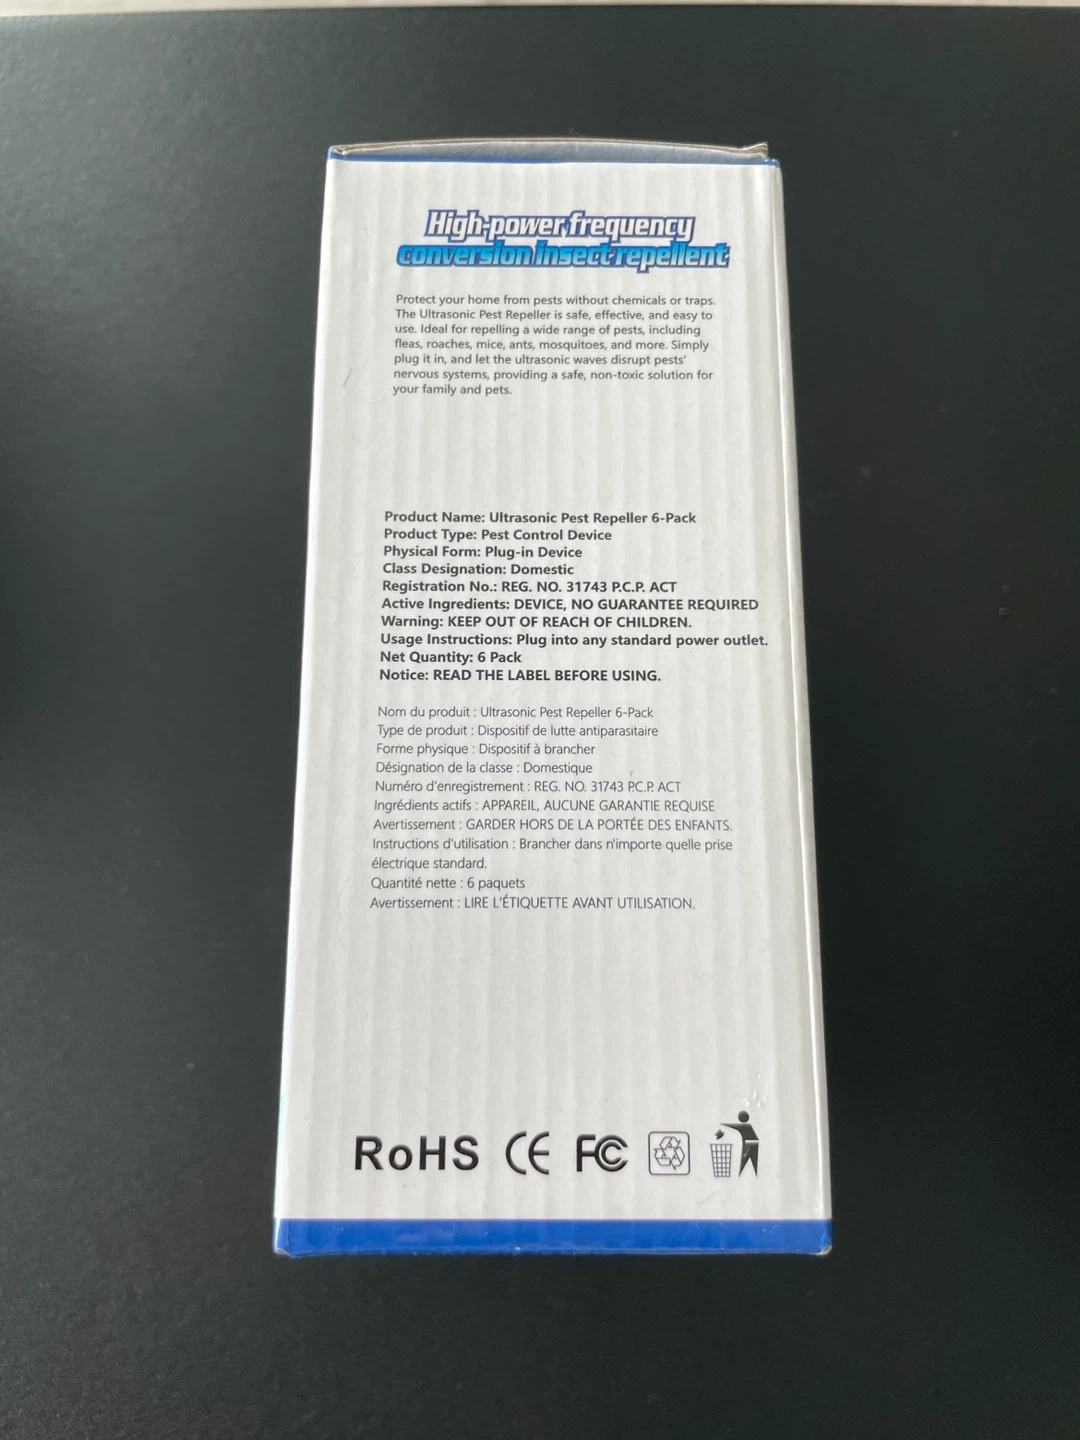 High-power frequency
conversion insect repellent
Protect your home from pests without chemicals or traps.
The Ultrasonic Pest Repeller is safe, effective, and easy to
use. Ideal for repelling a wide range of pests, including
fleas, roaches, mice, ants, mosquitoes, and more. Simply
plug it in, and let the ultrasonic waves disrupt pests'
nervous systems, providing a safe, non-toxic solution for
your family and pets.
Product Name: Ultrasonic Pest Repeller 6-Pack
Product Type: Pest Control Device
Physical Form: Plug-in Device
Class Designation: Domestic
Registration No.: REG. NO. 31743 P.C.P. ACT
Active Ingredients: DEVICE, NO GUARANTEE REQUIRED
Warning: KEEP OUT OF REACH OF CHILDREN.
Usage Instructions: Plug into any standard power outlet.
Net Quantity: 6 Pack
Notice: READ THE LABEL BEFORE USING.
Nom du produit : Ultrasonic Pest Repeller 6-Pack
Type de produit : Dispositif de lutte antiparasitaire
Forme physique : Dispositif à brancher
Désignation de la classe : Domestique
Numéro d'enregistrement : REG. NO. 31743 P.C.P. ACT
Ingrédients actifs : APPAREIL, AUCUNE GARANTIE REQUISE
Avertissement : GARDER HORS DE LA PORTÉE DES ENFANTS.
Instructions d'utilisation : Brancher dans n'importe quelle prise
électrique standard.
Quantité nette : 6 paquets
Avertissement : LIRE L'ÉTIQUETTE AVANT UTILISATION.
RoHS CE FC